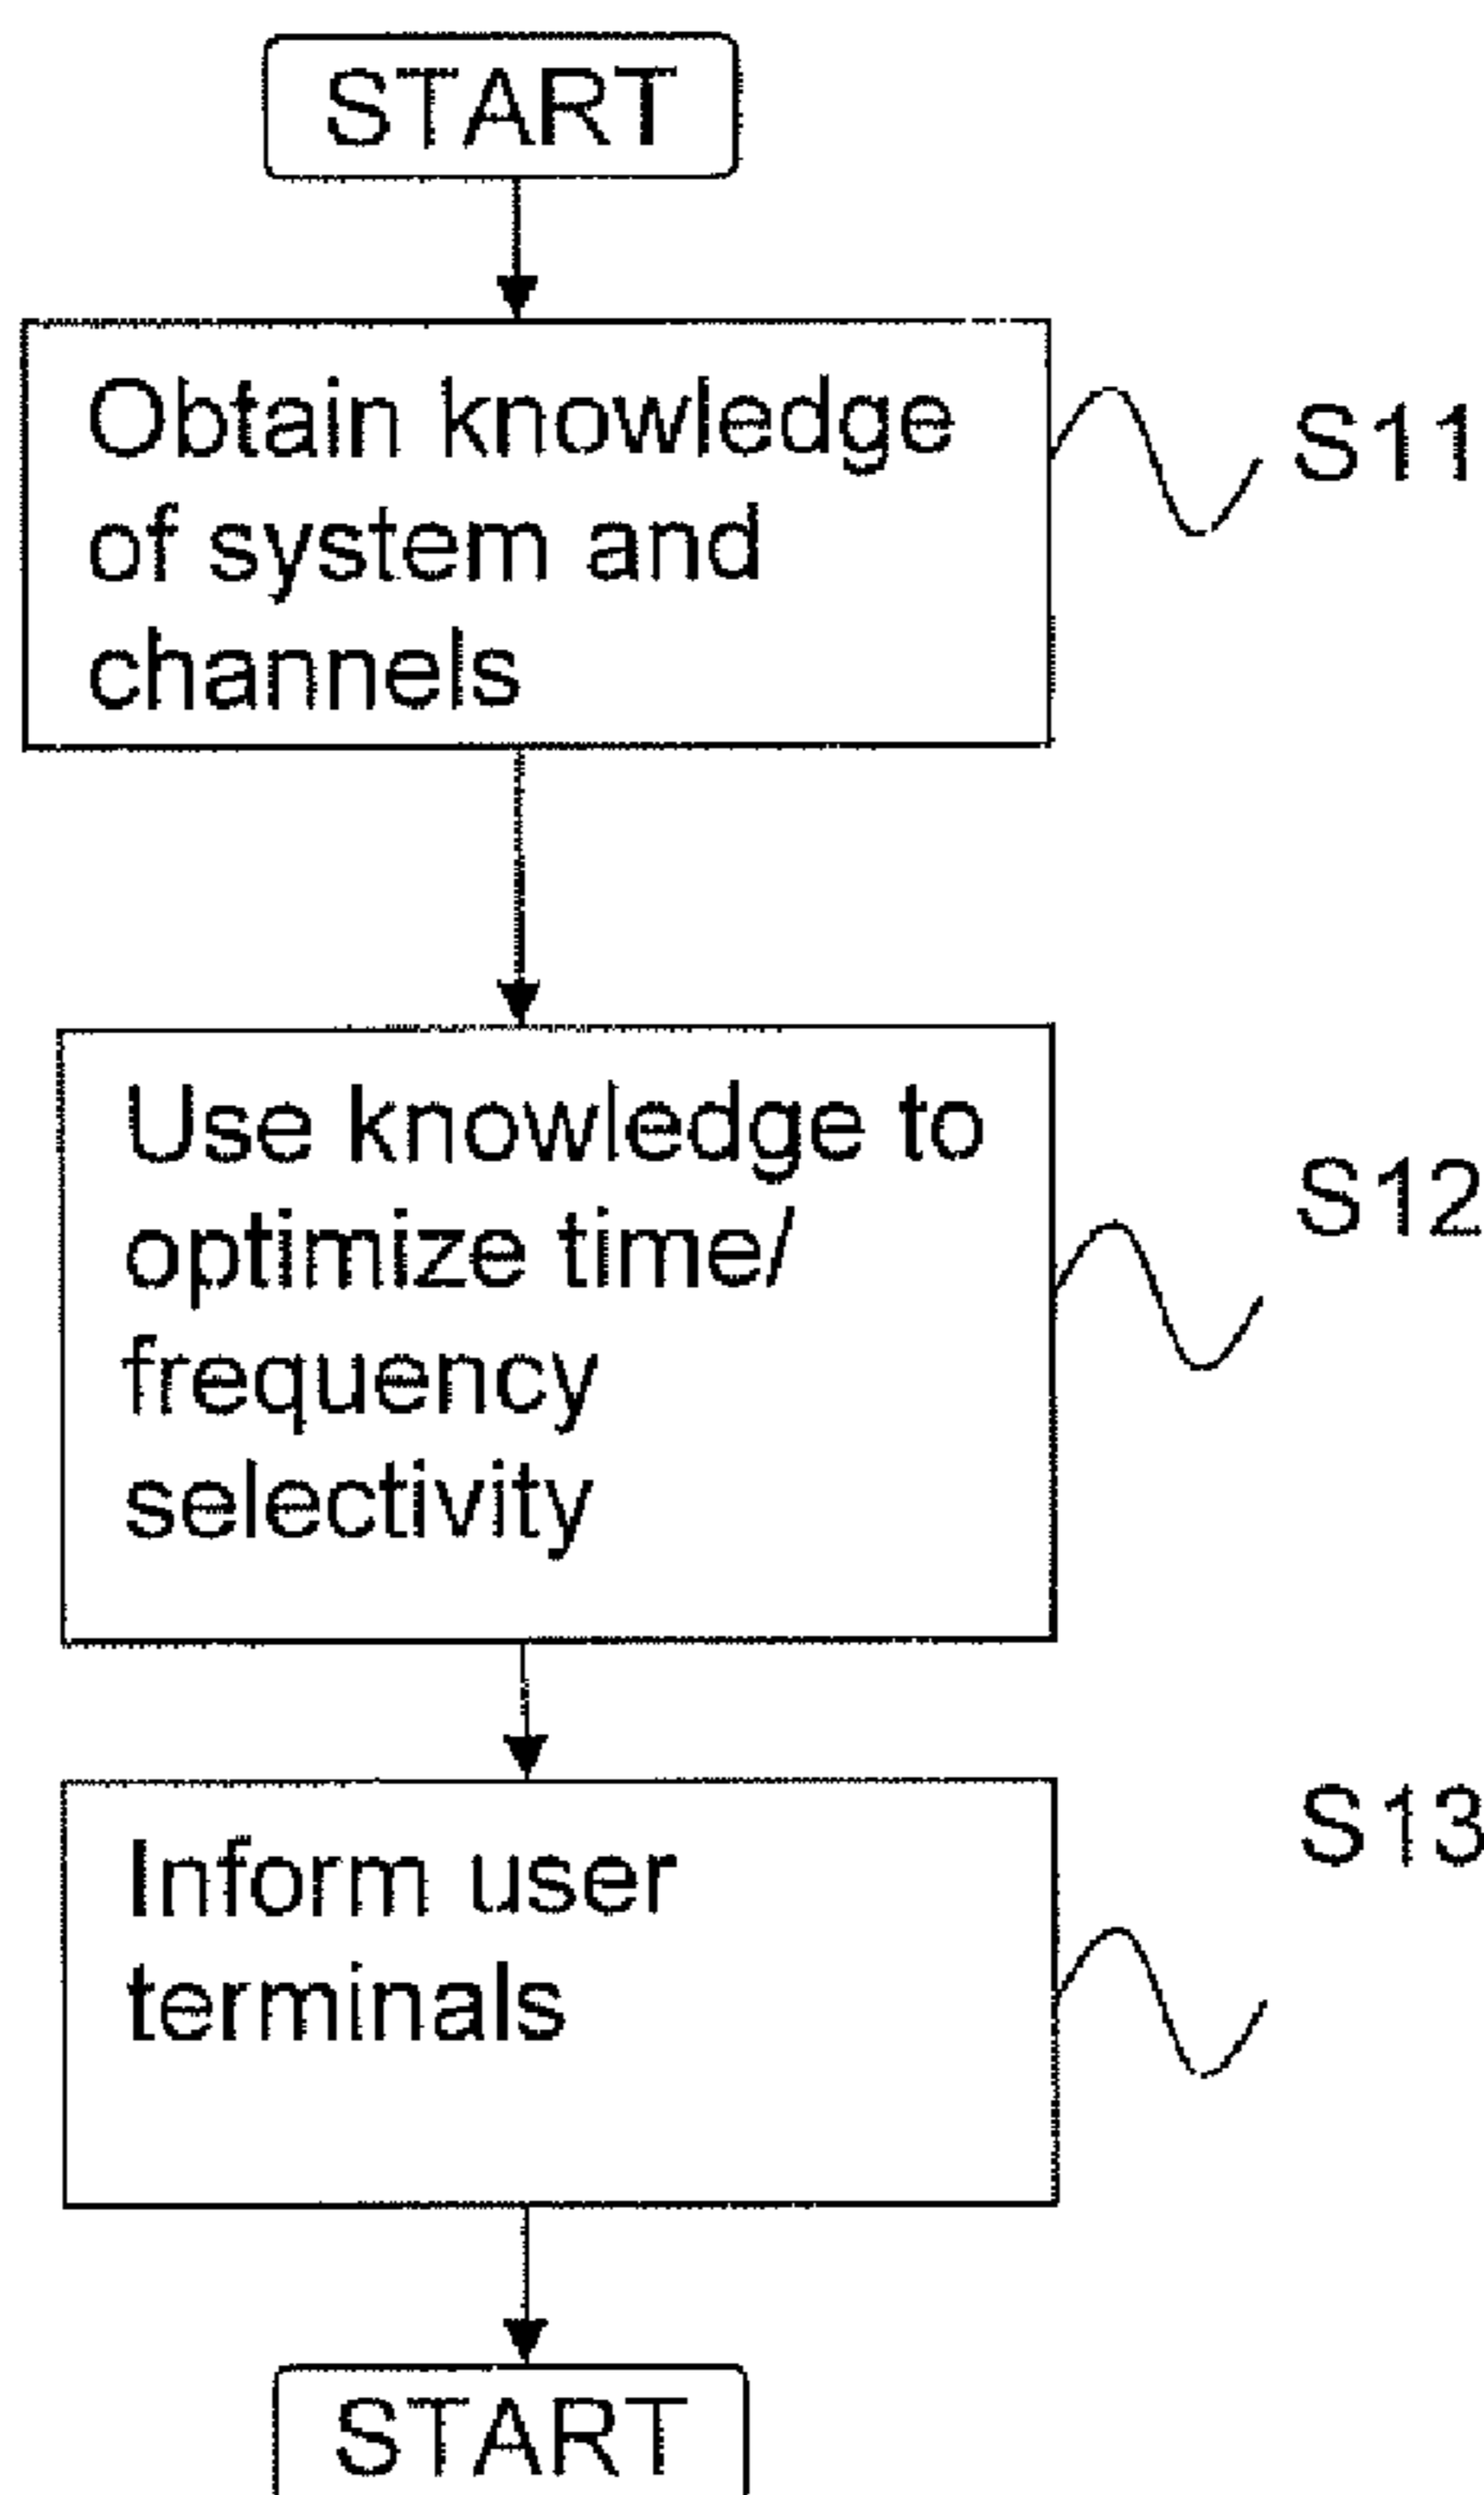 START
Obtain knowledge
of system and
channels
S11
Use knowledge to
optimize time/
frequency
selectivity
S12
Inform user
terminals
S13
START